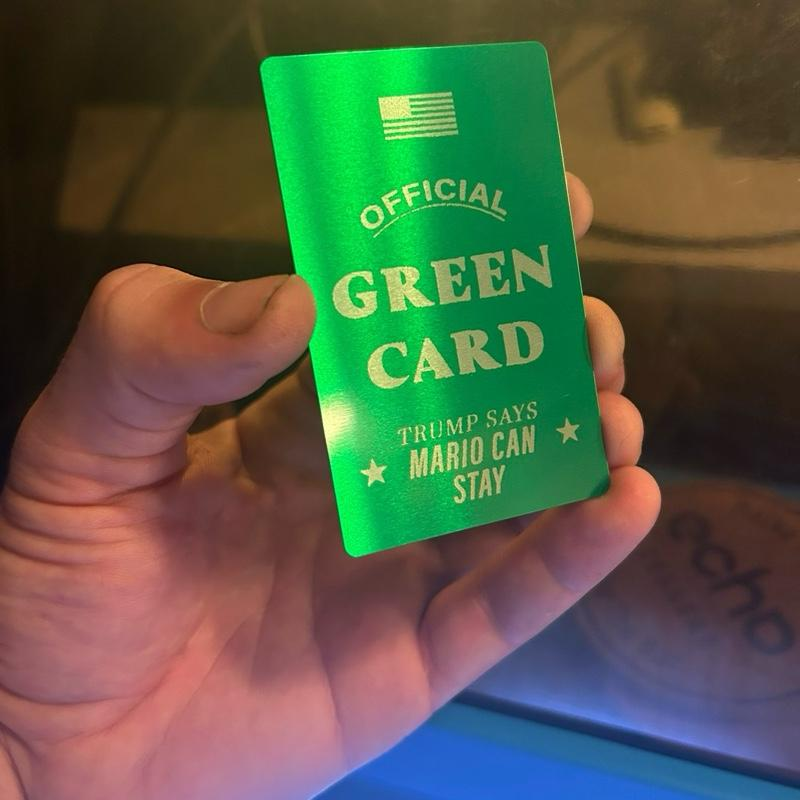 OFFICIAL
GREEN
CARD
TRUMP SAYS
MARIO CAN
STAY
echo